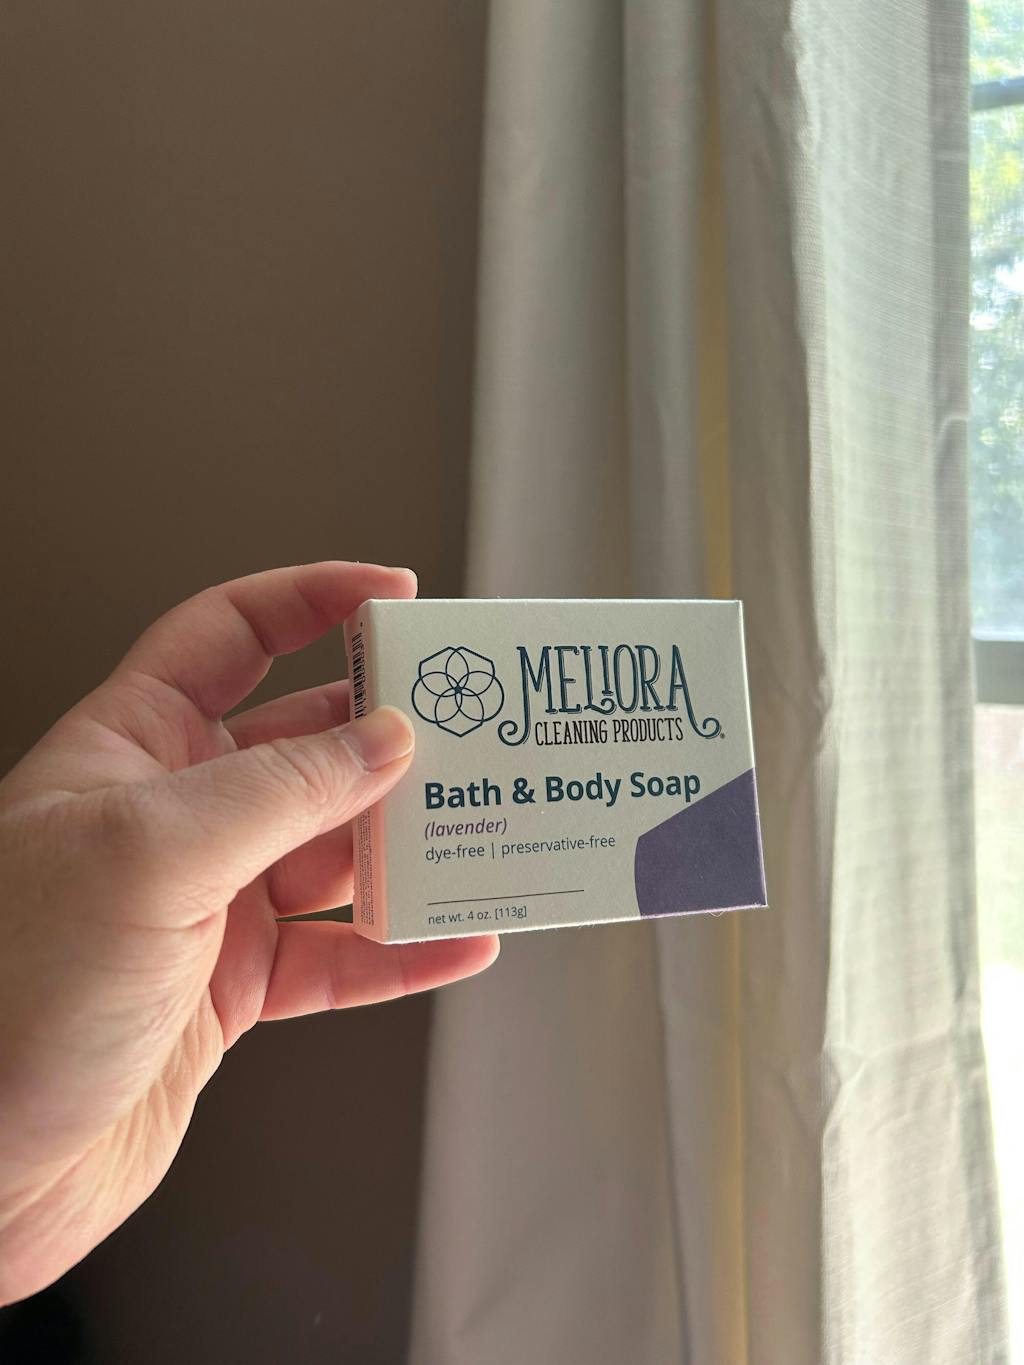 MELIORA
CLEANING PRODUCTS
Bath & Body Soap
(lavender)
dye-free | preservative-free
net wt. 4 oz. [113g]